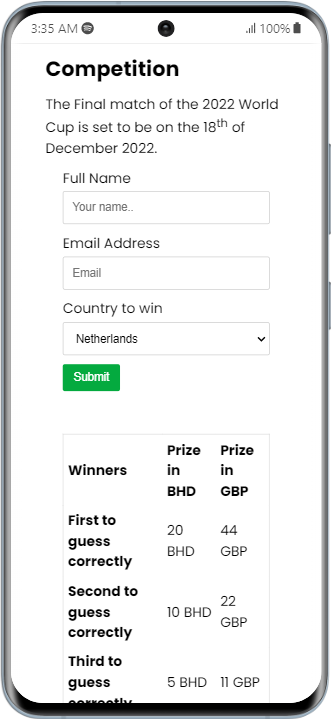 3:35 AM 100%
Competition
The Final match of the 2022 World
Cup is set to be on the 18th of
December 2022.
Full Name
Your name..
Email Address
Email
Country to win
Netherlands
Submit
Winners Prize in BHD Prize in GBP
First to guess correctly 20 BHD 44 GBP
Second to guess correctly 10 BHD 22 GBP
Third to guess correctly 5 BHD 11 GBP